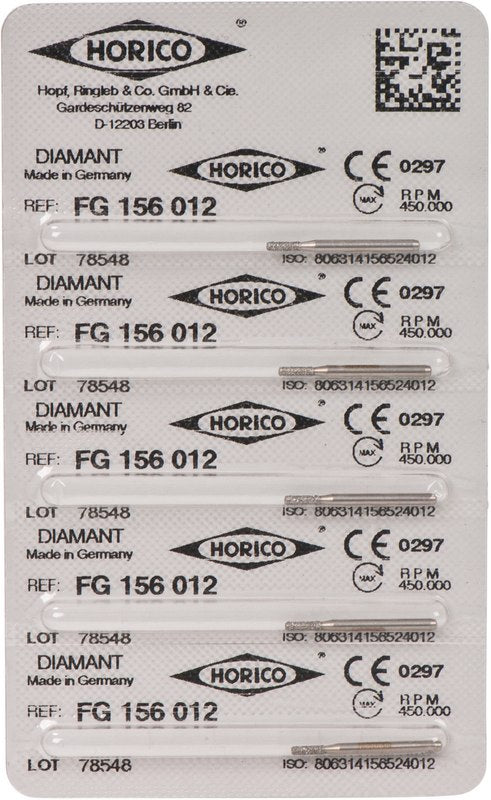 HORICO ®
Hopf, Ringleb & Co. GmbH & Cie.
Gardeschützenweg 82
D-12203 Berlin
DIAMANT HORICO ® CE 0297
Made in Germany
REF: FG 156 012 MAX RPM 450.000
LOT 78548 ISO: 806314156524012
DIAMANT HORICO ® CE 0297
Made in Germany
REF: FG 156 012 MAX RPM 450.000
LOT 78548 ISO: 806314156524012
DIAMANT HORICO ® CE 0297
Made in Germany
REF: FG 156 012 MAX RPM 450.000
LOT 78548 ISO: 806314156524012
DIAMANT HORICO ® CE 0297
Made in Germany
REF: FG 156 012 MAX RPM 450.000
LOT 78548 ISO: 806314156524012
DIAMANT HORICO ® CE 0297
Made in Germany
REF: FG 156 012 MAX RPM 450.000
LOT 78548 ISO: 806314156524012